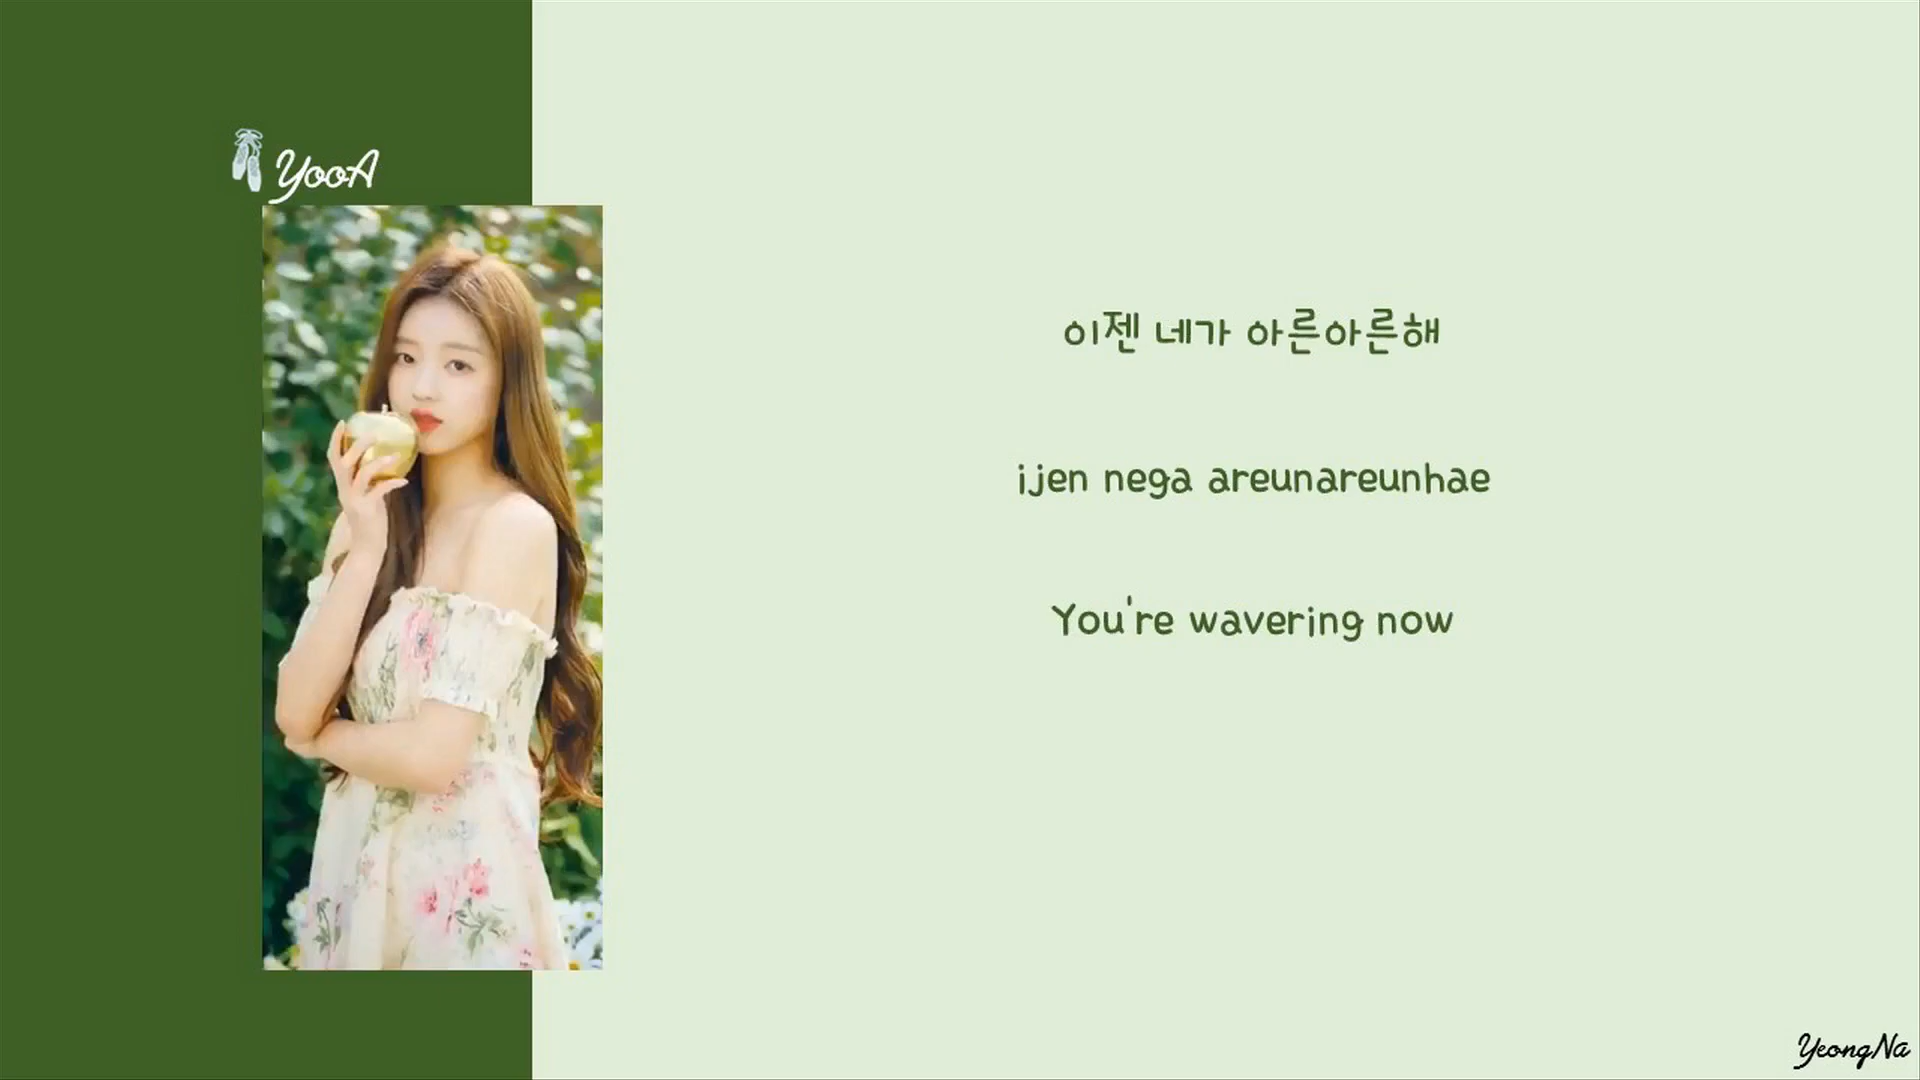 YooA
이젠 네가 아른아른해
ijen nega areunareunhae
You're wavering now
YeongNa